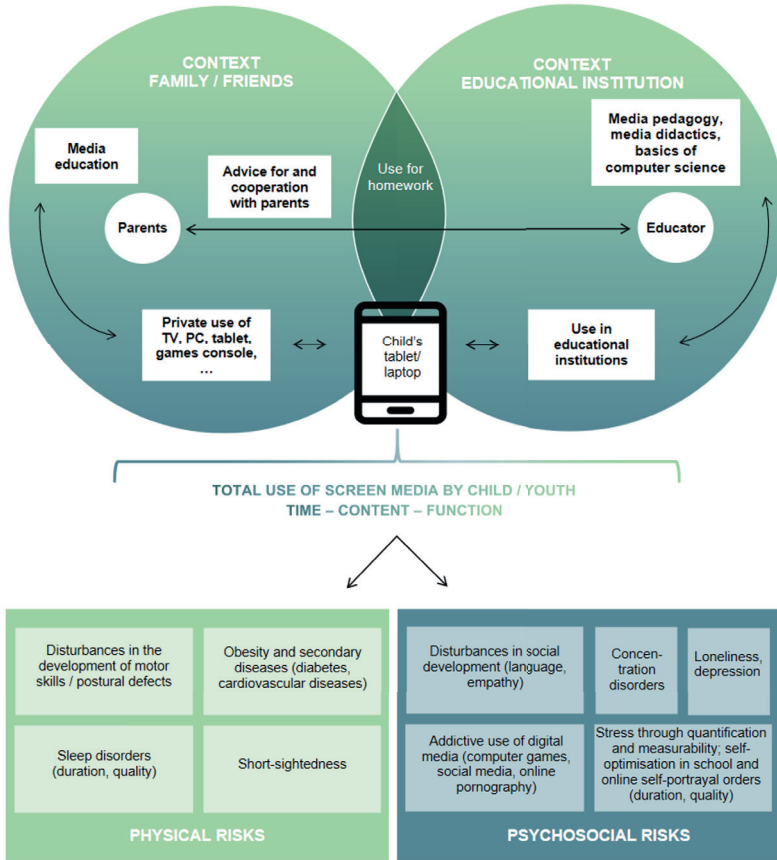 CONTEXT
FAMILY / FRIENDS
CONTEXT
EDUCATIONAL INSTITUTION
Media
education
Advice for and
cooperation
with parents
Use for
homework
Media pedagogy,
media didactics,
basics of
computer science
Parents
Educator
Private use of
TV, PC, tablet,
games console,
...
Child's
tablet/
laptop
Use in
educational
institutions
TOTAL USE OF SCREEN MEDIA BY CHILD / YOUTH
TIME – CONTENT – FUNCTION
Disturbances in the
development of motor
skills / postural defects
Obesity and secondary
diseases (diabetes,
cardiovascular diseases)
Sleep disorders
(duration, quality)
Short-sightedness
PHYSICAL RISKS
Disturbances in social
development (language,
empathy)
Concen-
tration
disorders
Loneliness,
depression
Addictive use of digital
media (computer games,
social media, online
pornography)
Stress through quantification
and measurability; self-
optimisation in school and
online self-portrayal orders
(duration, quality)
PSYCHOSOCIAL RISKS